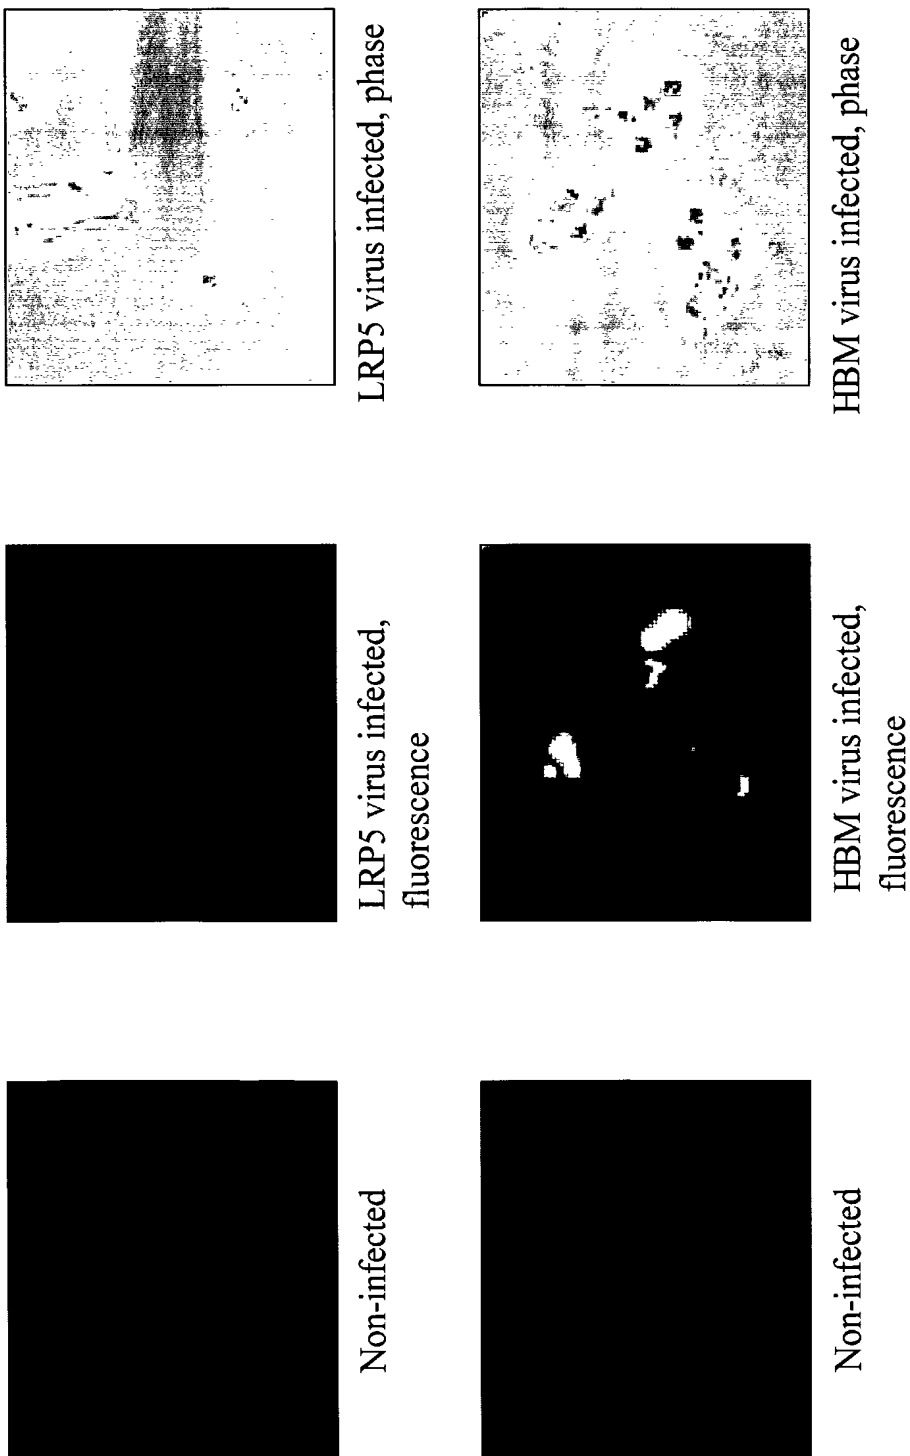 Non-infected
LRP5 virus infected,
fluorescence
LRP5 virus infected, phase
Non-infected
HBM virus infected,
fluorescence
HBM virus infected, phase